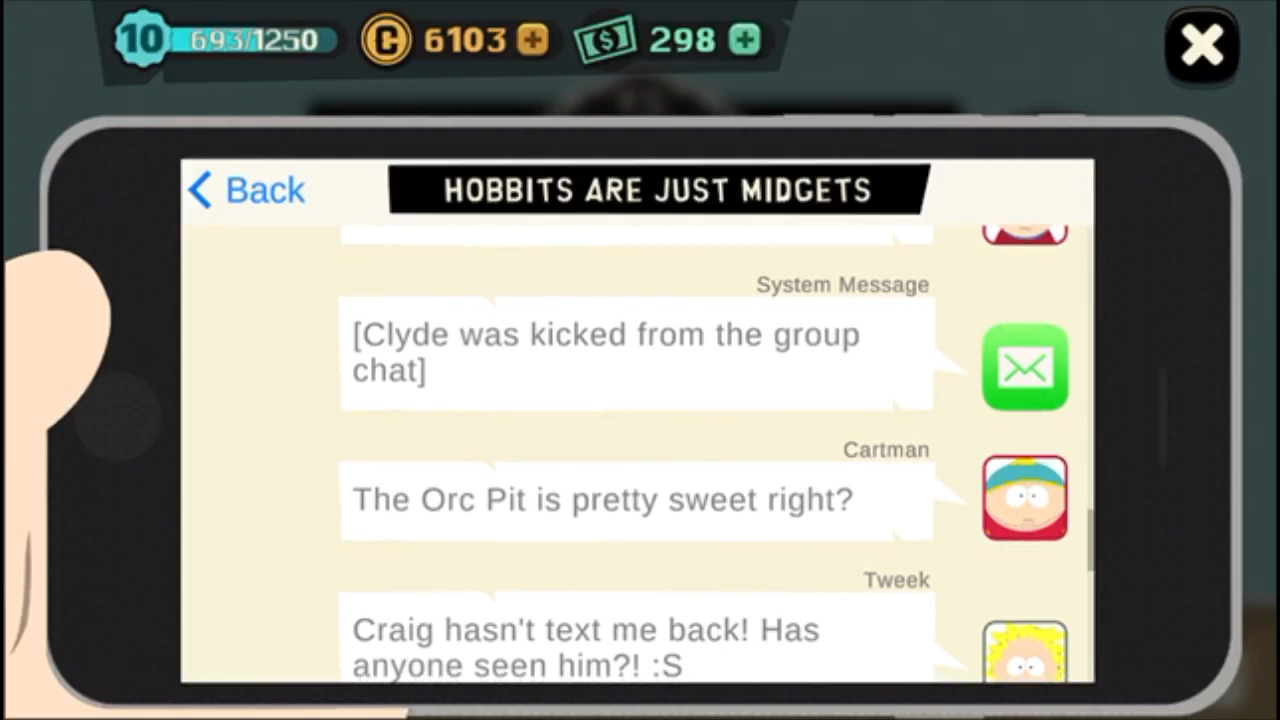 10 693/1250 C 6103 + $ 298 +
Back
HOBBITS ARE JUST MIDGETS
System Message
[Clyde was kicked from the group
chat]
Cartman
The Orc Pit is pretty sweet right?
Tweek
Craig hasn't text me back! Has
anyone seen him?! :S